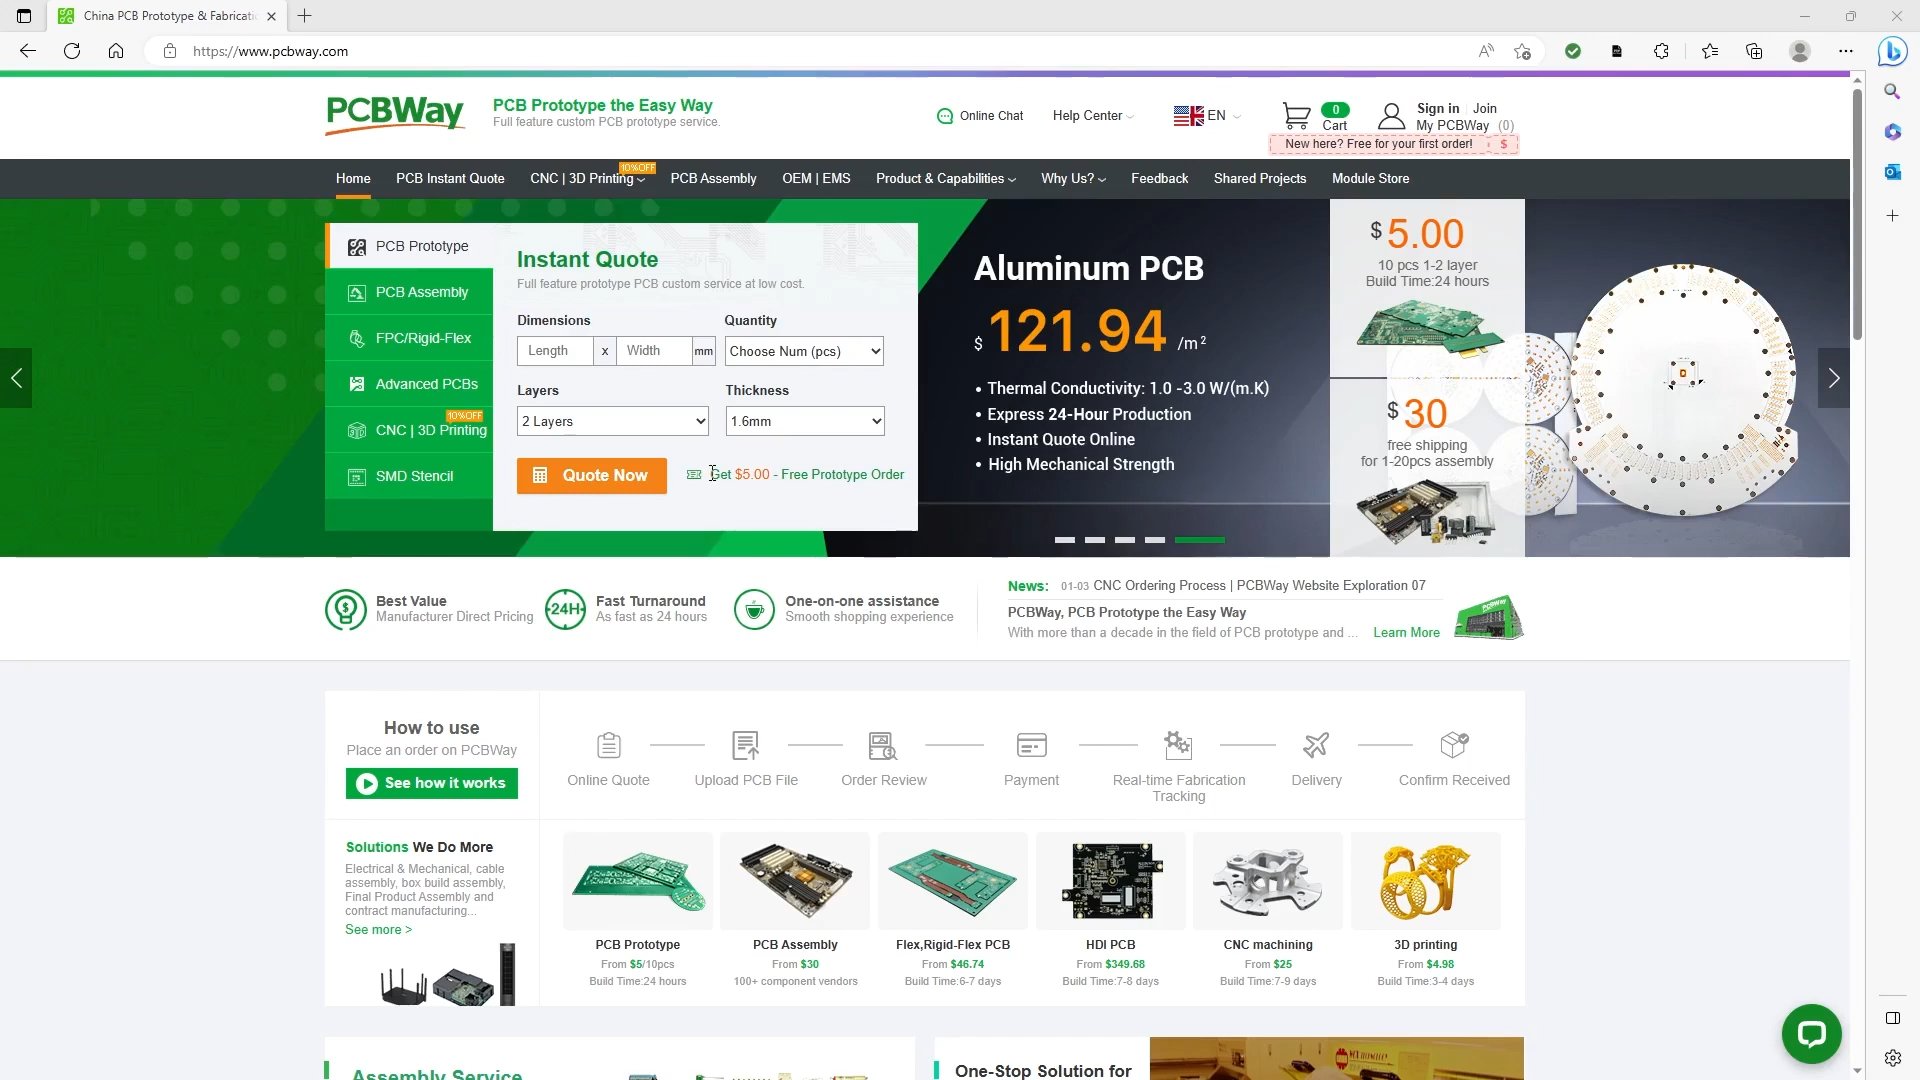 China PCB Prototype & Fabricati
https://www.pcbway.com
PCBWay
PCB Prototype the Easy Way
Full feature custom PCB prototype service.
Online Chat
Help Center
EN
0
Cart
Sign in
Join
My PCBWay (0)
New here? Free for your first order!
$
Home
PCB Instant Quote
CNC | 3D Printing
10%OFF
PCB Assembly
OEM | EMS
Product & Capabilities
Why Us?
Feedback
Shared Projects
Module Store
PCB Prototype
PCB Assembly
FPC/Rigid-Flex
Advanced PCBs
10%OFF
CNC | 3D Printing
SMD Stencil
Instant Quote
Full feature prototype PCB custom service at low cost.
Dimensions
Quantity
Length
x
Width
mm
Choose Num (pcs)
Layers
Thickness
2 Layers
1.6mm
Quote Now
Get $5.00 - Free Prototype Order
Aluminum PCB
$ 121.94 /m²
• Thermal Conductivity: 1.0 -3.0 W/(m.K)
• Express 24-Hour Production
• Instant Quote Online
• High Mechanical Strength
$ 5.00
10 pcs 1-2 layer
Build Time:24 hours
$ 30
free shipping
for 1-20pcs assembly
Best Value
Manufacturer Direct Pricing
24H
Fast Turnaround
As fast as 24 hours
One-on-one assistance
Smooth shopping experience
News: 01-03 CNC Ordering Process | PCBWay Website Exploration 07
PCBWay, PCB Prototype the Easy Way
With more than a decade in the field of PCB prototype and ...
Learn More
How to use
Place an order on PCBWay
See how it works
Online Quote
Upload PCB File
Order Review
Payment
Real-time Fabrication
Tracking
Delivery
Confirm Received
Solutions We Do More
Electrical & Mechanical, cable
assembly, box build assembly,
Final Product Assembly and
contract manufacturing...
See more >
PCB Prototype
From $5/10pcs
Build Time:24 hours
PCB Assembly
From $30
100+ component vendors
Flex,Rigid-Flex PCB
From $46.74
Build Time:6-7 days
HDI PCB
From $349.68
Build Time:7-8 days
CNC machining
From $25
Build Time:7-9 days
3D printing
From $4.98
Build Time:3-4 days
Assembly Service
One-Stop Solution for